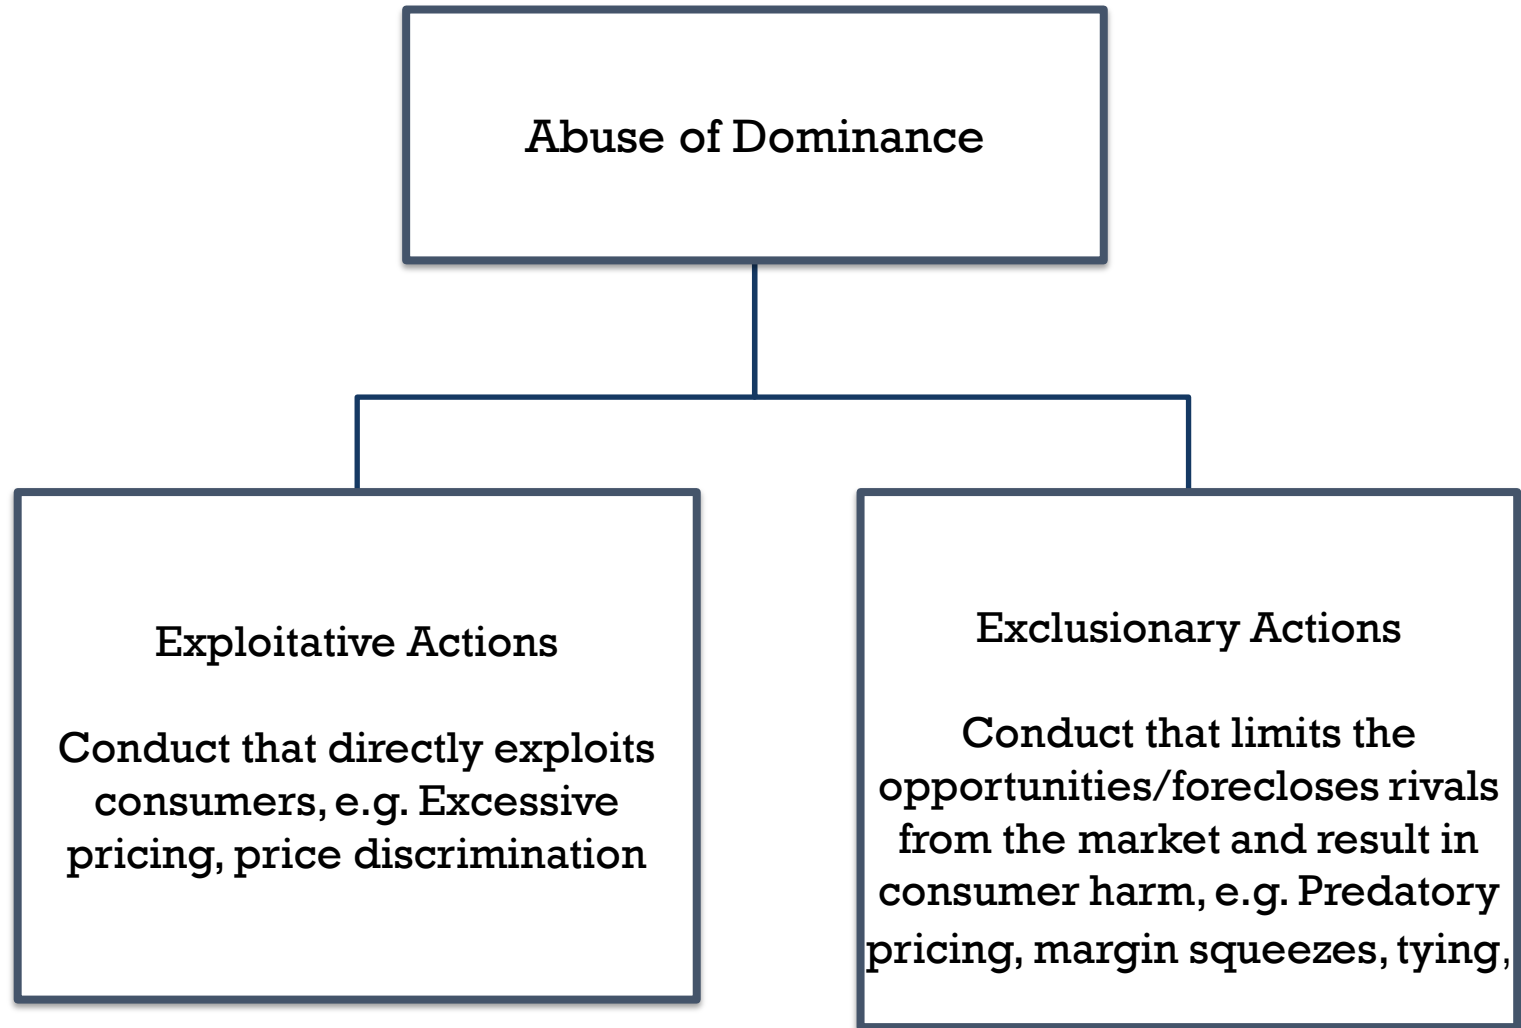 Abuse of Dominance
Exploitative Actions
Conduct that directly exploits
consumers, e.g. Excessive
pricing, price discrimination
Exclusionary Actions
Conduct that limits the
opportunities/forecloses rivals
from the market and result in
consumer harm, e.g. Predatory
pricing, margin squeezes, tying,